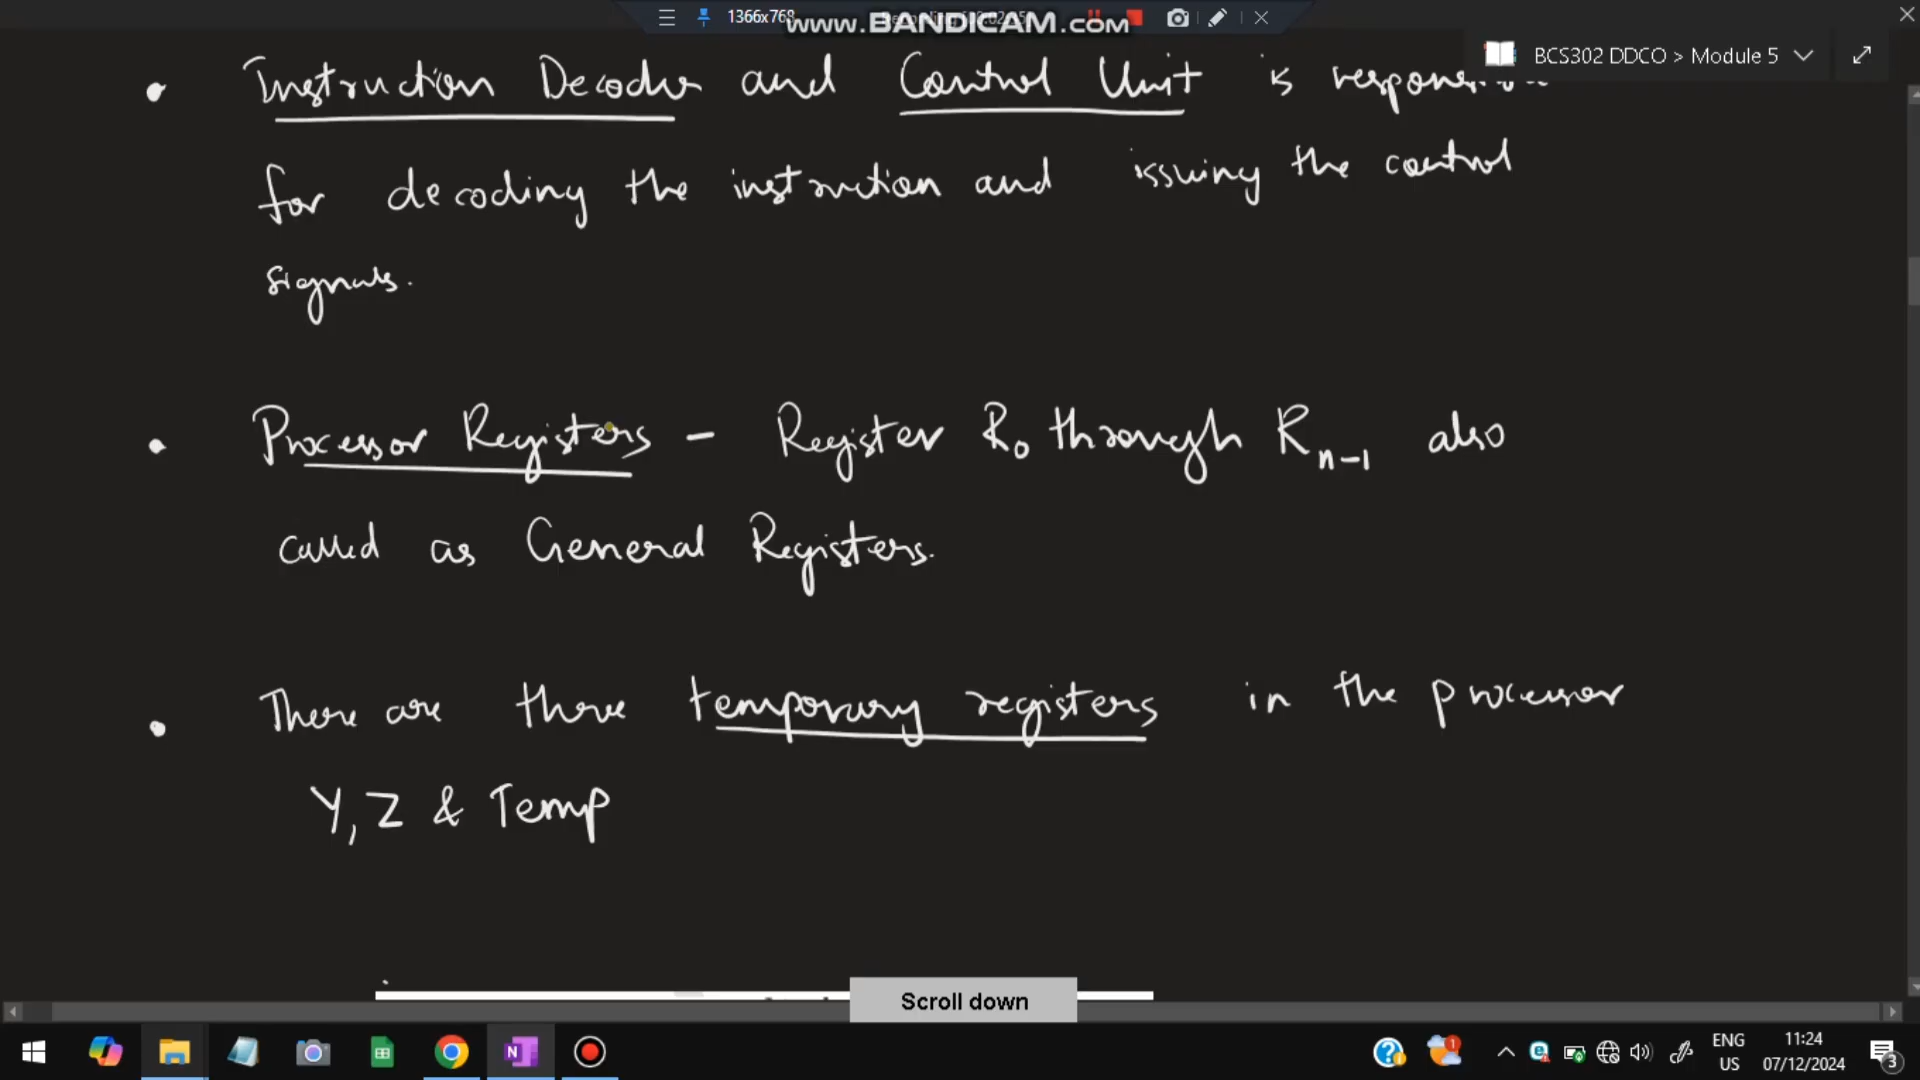 1366x768
www.BANDICAM.com
BCS302 DDCO > Module 5
Instruction Decoder and Control Unit is responsible
for decoding the instruction and issuing the control
signals.
Processor Registers - Register R0 through Rn-1 also
called as General Registers.
There are three temporary registers in the processor
Y, Z & Temp
Scroll down
ENG
US
11:24
07/12/2024
3